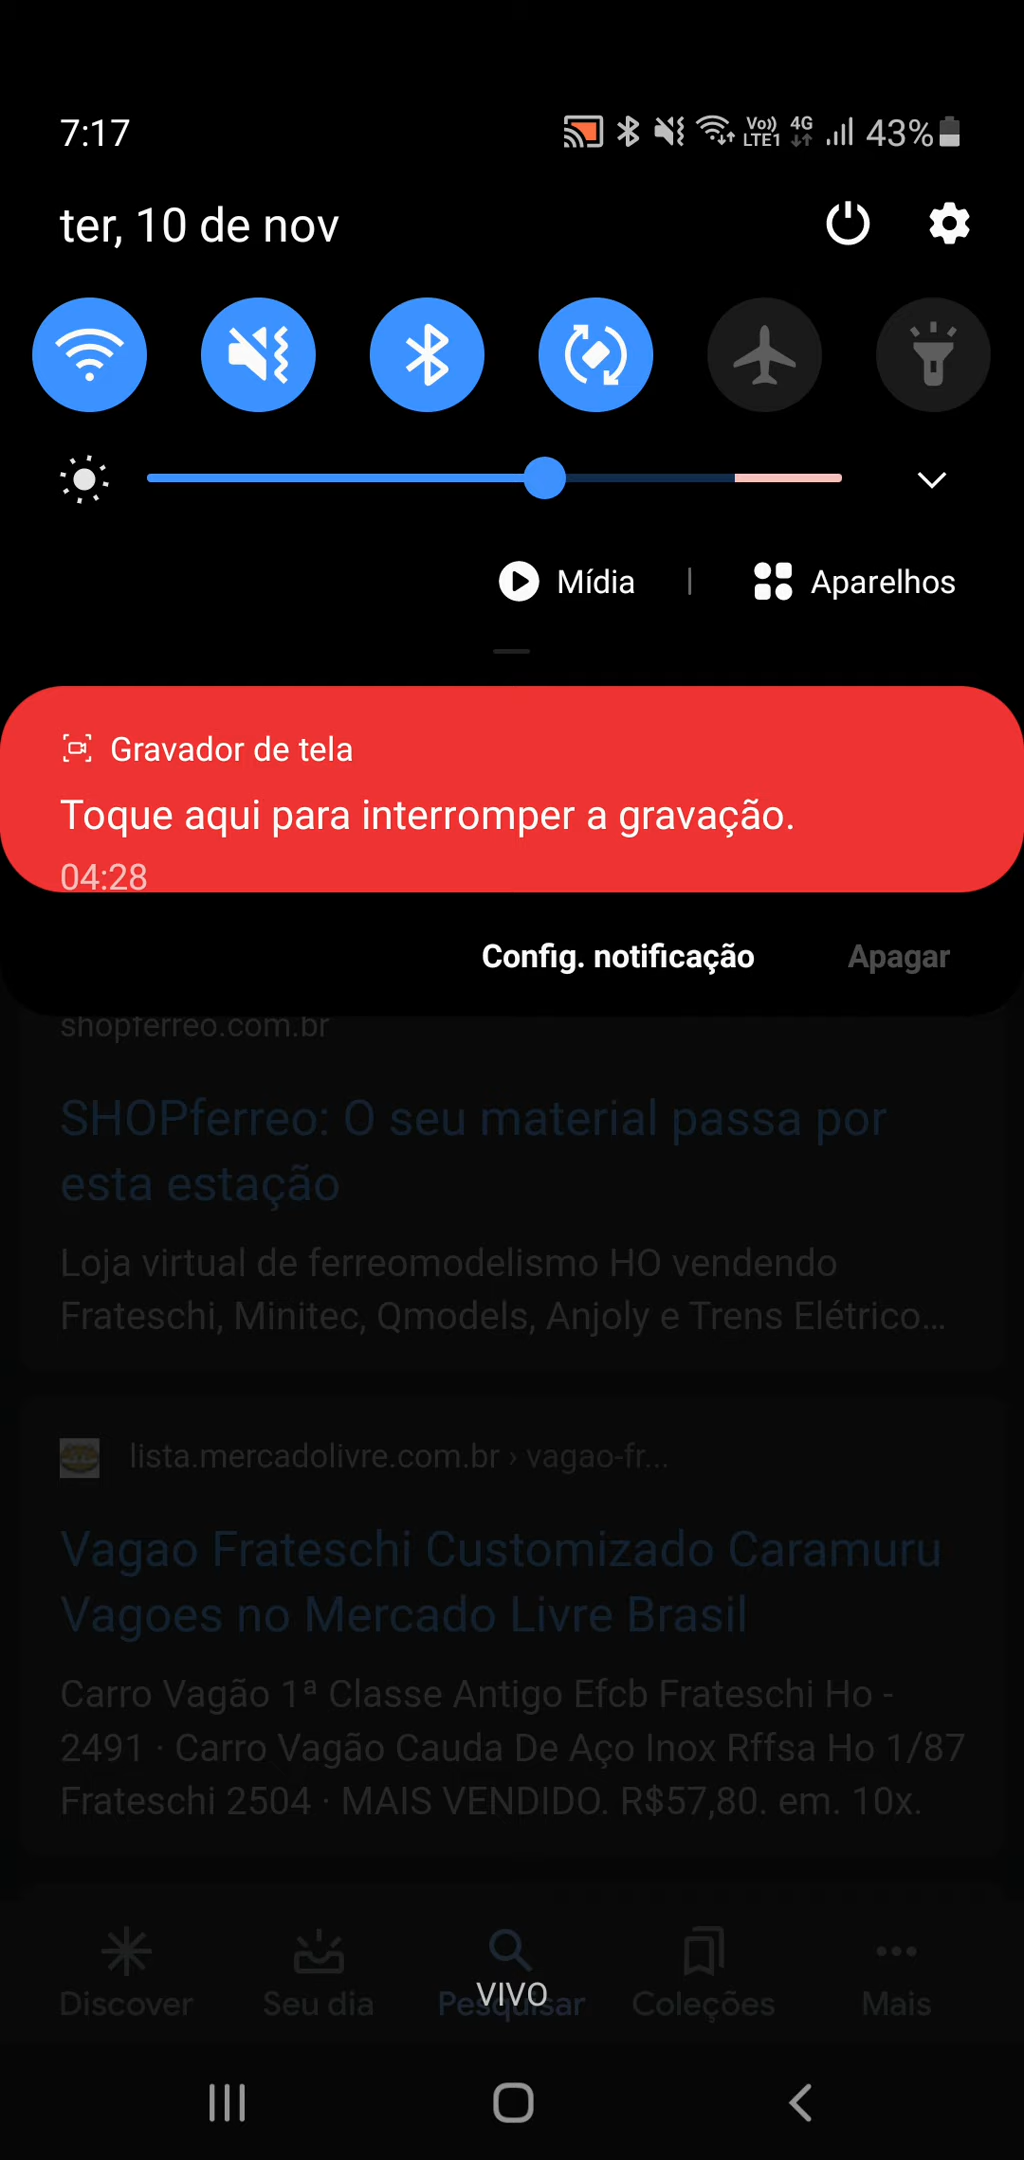 7:17 Vo)) LTE1 4G 43%
ter, 10 de nov
Mídia | Aparelhos
Gravador de tela
Toque aqui para interromper a gravação.
04:28
Config. notificação Apagar
shopferreo.com.br
SHOPferreo: O seu material passa por
esta estação
Loja virtual de ferreomodelismo HO vendendo
Frateschi, Minitec, Qmodels, Anjoly e Trens Elétrico...
lista.mercadolivre.com.br › vagao-fr...
Vagao Frateschi Customizado Caramuru
Vagoes no Mercado Livre Brasil
Carro Vagão 1ª Classe Antigo Efcb Frateschi Ho -
2491 · Carro Vagão Cauda De Aço Inox Rffsa Ho 1/87
Frateschi 2504 · MAIS VENDIDO. R$57,80. em. 10x.
Discover Seu dia Pesquisar Coleções Mais
VIVO